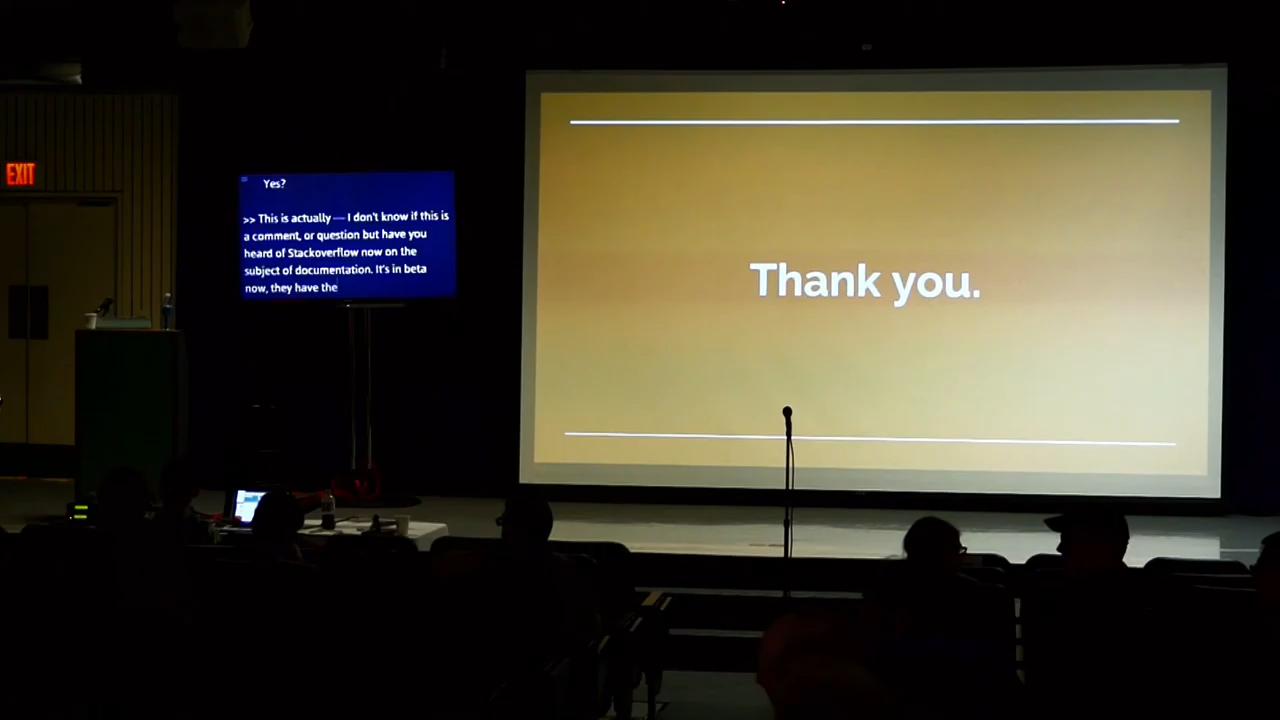 EXIT
Yes?
>> This is actually — I don't know if this is
a comment, or question but have you
heard of Stackoverflow now on the
subject of documentation. It's in beta
now, they have the
Thank you.